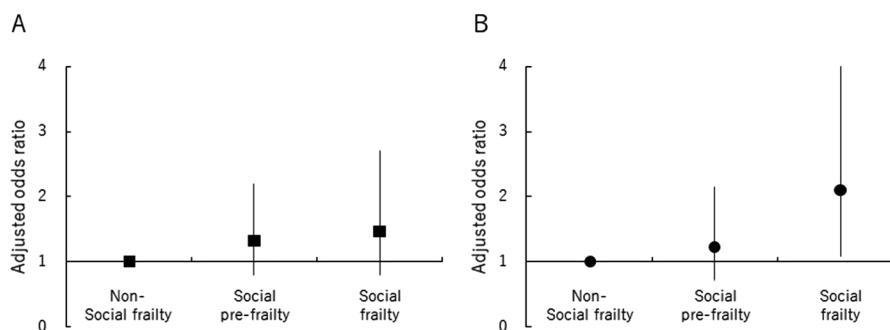 A
Adjusted odds ratio
4
3
2
1
0
Non-
Social frailty
Social
pre-frailty
Social
frailty
B
Adjusted odds ratio
4
3
2
1
0
Non-
Social frailty
Social
pre-frailty
Social
frailty